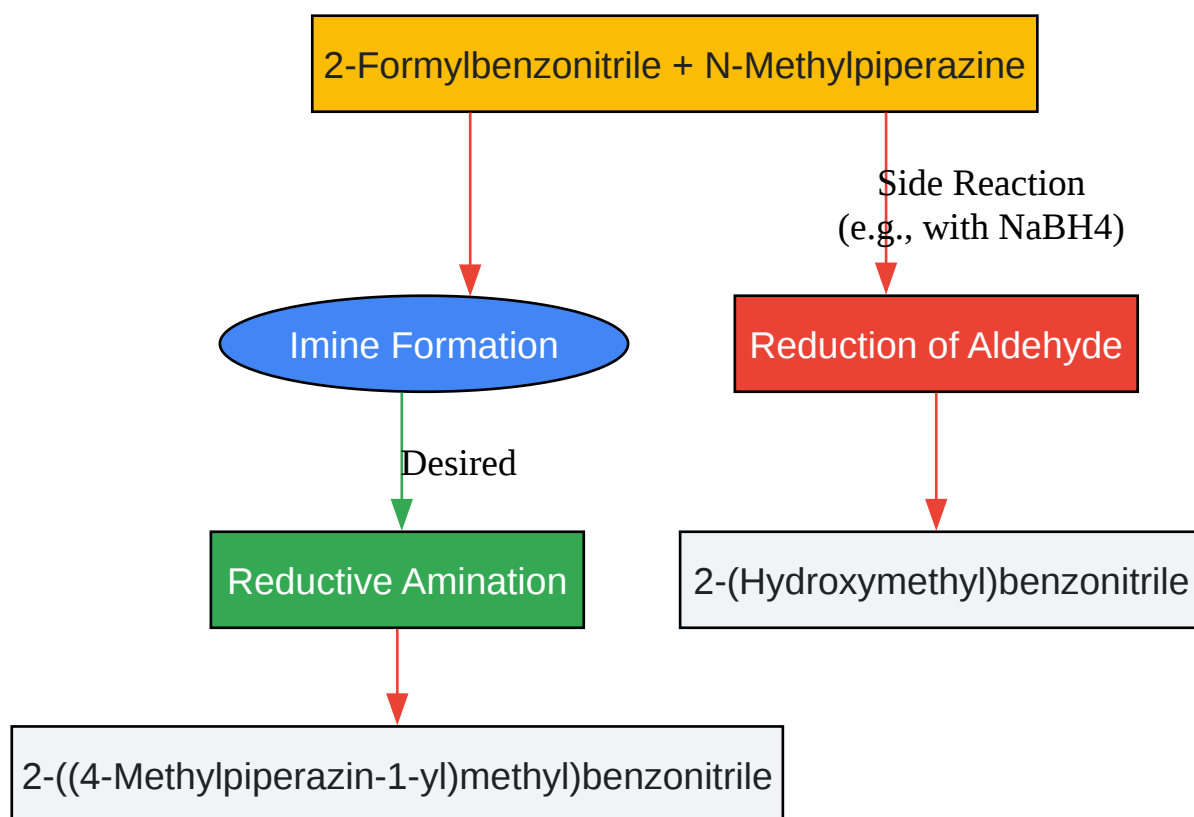 2-Formylbenzonitrile + N-Methylpiperazine
Side Reaction
(e.g., with NaBH4)
Imine Formation
Reduction of Aldehyde
Desired
Reductive Amination
2-(Hydroxymethyl)benzonitrile
2-((4-Methylpiperazin-1-yl)methyl)benzonitrile